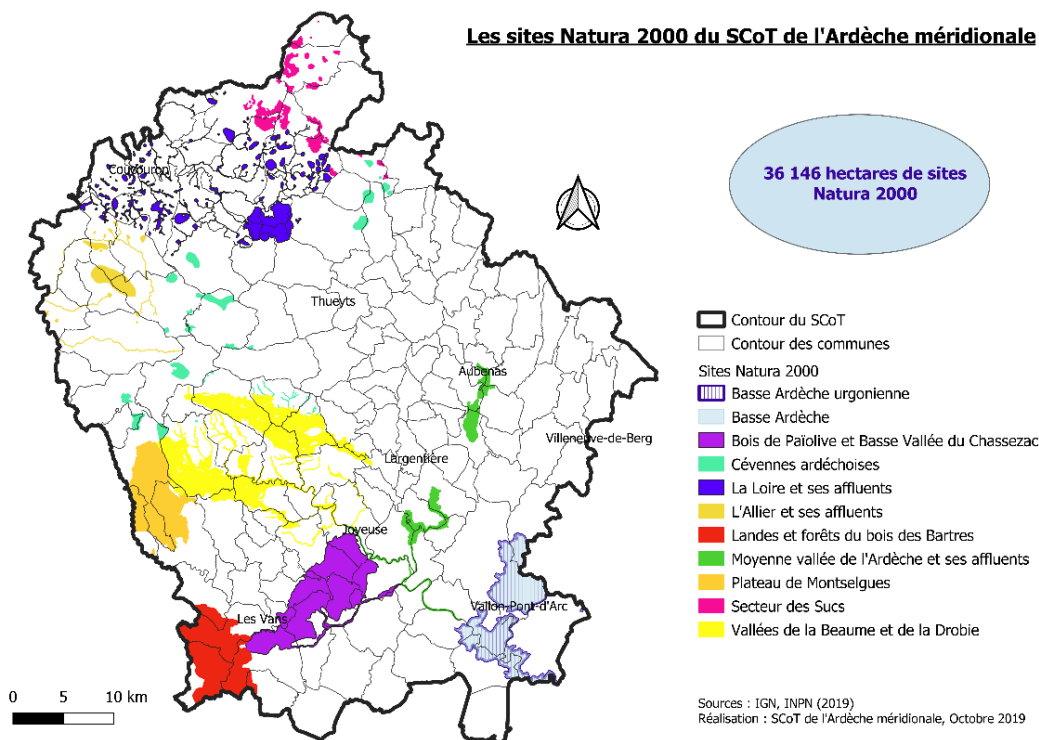 Les sites Natura 2000 du SCoT de l'Ardèche méridionale
36 146 hectares de sites
Natura 2000
Coucouron
Thueyts
Aubenas
Villeneuve-de-Berg
Largentière
Joyeuse
Vallon-Pont-d'Arc
Les Vans
Contour du SCoT
Contour des communes
Sites Natura 2000
Basse Ardèche urgonienne
Basse Ardèche
Bois de Païolive et Basse Vallée du Chassezac
Cévennes ardéchoises
La Loire et ses affluents
L'Allier et ses affluents
Landes et forêts du bois des Bartres
Moyenne vallée de l'Ardèche et ses affluents
Plateau de Montselgues
Secteur des Sucs
Vallées de la Beaume et de la Drobie
0 5 10 km
Sources : IGN, INPN (2019)
Réalisation : SCoT de l'Ardèche méridionale, Octobre 2019